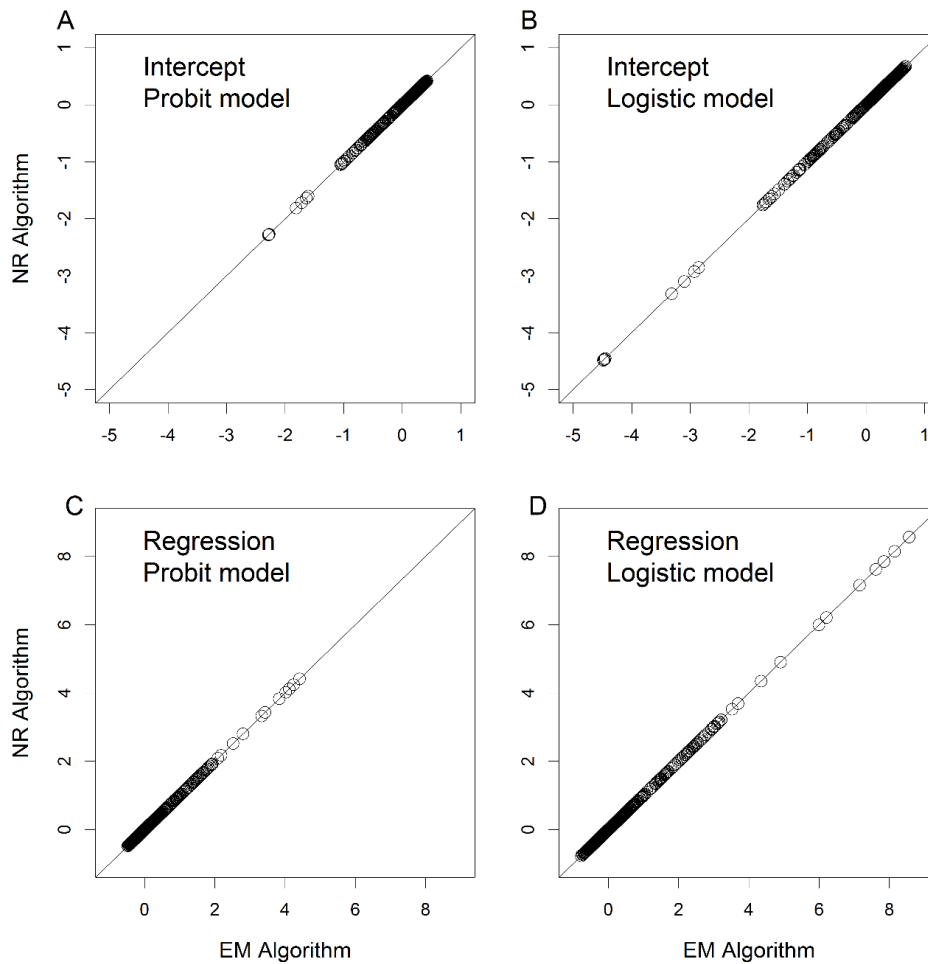 A
B
Intercept
Probit model
Intercept
Logistic model
NR Algorithm
1
0
-1
-2
-3
-4
-5
1
0
-1
-2
-3
-4
-5
-5 -4 -3 -2 -1 0 1
-5 -4 -3 -2 -1 0 1
C
D
Regression
Probit model
Regression
Logistic model
NR Algorithm
8
6
4
2
0
8
6
4
2
0
0 2 4 6 8
0 2 4 6 8
EM Algorithm
EM Algorithm